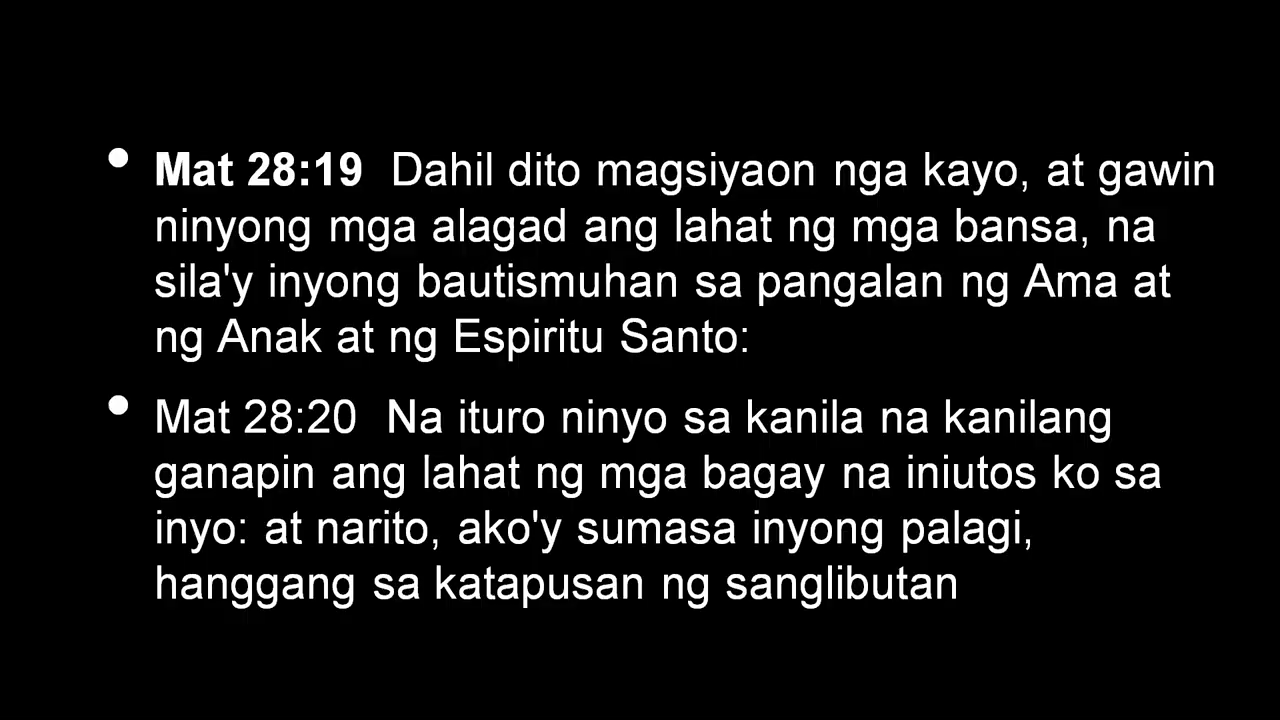 • Mat 28:19  Dahil dito magsiyaon nga kayo, at gawin
ninyong mga alagad ang lahat ng mga bansa, na
sila'y inyong bautismuhan sa pangalan ng Ama at
ng Anak at ng Espiritu Santo:
• Mat 28:20  Na ituro ninyo sa kanila na kanilang
ganapin ang lahat ng mga bagay na iniutos ko sa
inyo: at narito, ako'y sumasa inyong palagi,
hanggang sa katapusan ng sanglibutan